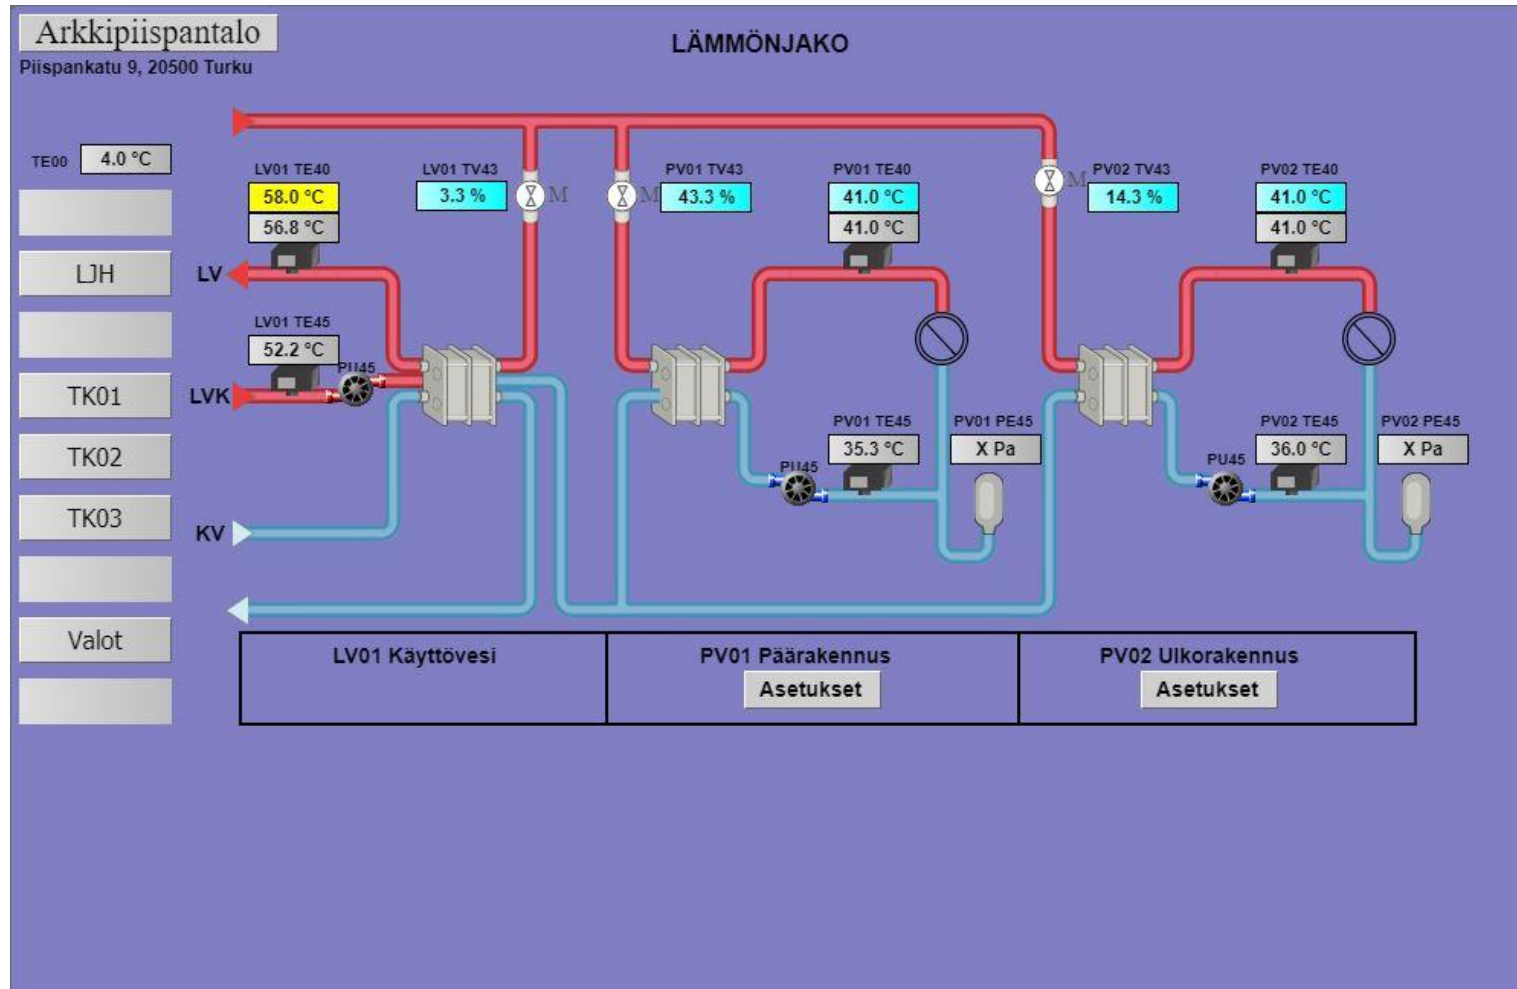 Arkkipiispantalo
LÄMMÖNJAKO
Piispankatu 9, 20500 Turku
TE00 4.0 °C
LV01 TE40
58.0 °C
56.8 °C
LV01 TV43
3.3 %
M
M
PV01 TV43
43.3 %
PV01 TE40
41.0 °C
41.0 °C
M
PV02 TV43
14.3 %
PV02 TE40
41.0 °C
41.0 °C
LJH
LV
LV01 TE45
52.2 °C
PU45
TK01
LVK
PV01 TE45
35.3 °C
PV01 PE45
X Pa
PU45
PV02 TE45
36.0 °C
PV02 PE45
X Pa
PU45
TK02
TK03
KV
Valot
LV01 Käyttövesi
PV01 Päärakennus
Asetukset
PV02 Ulkorakennus
Asetukset